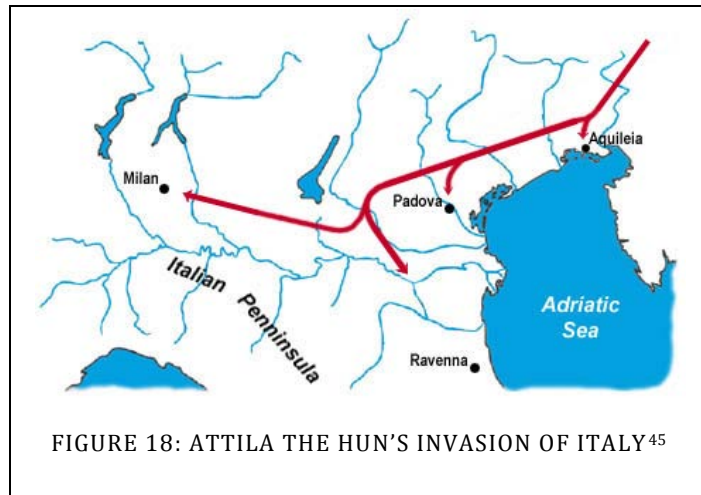 Aquileia
Milan
Padova
Italian Penninsula
Adriatic
Sea
Ravenna
FIGURE 18: ATTILA THE HUN’S INVASION OF ITALY45